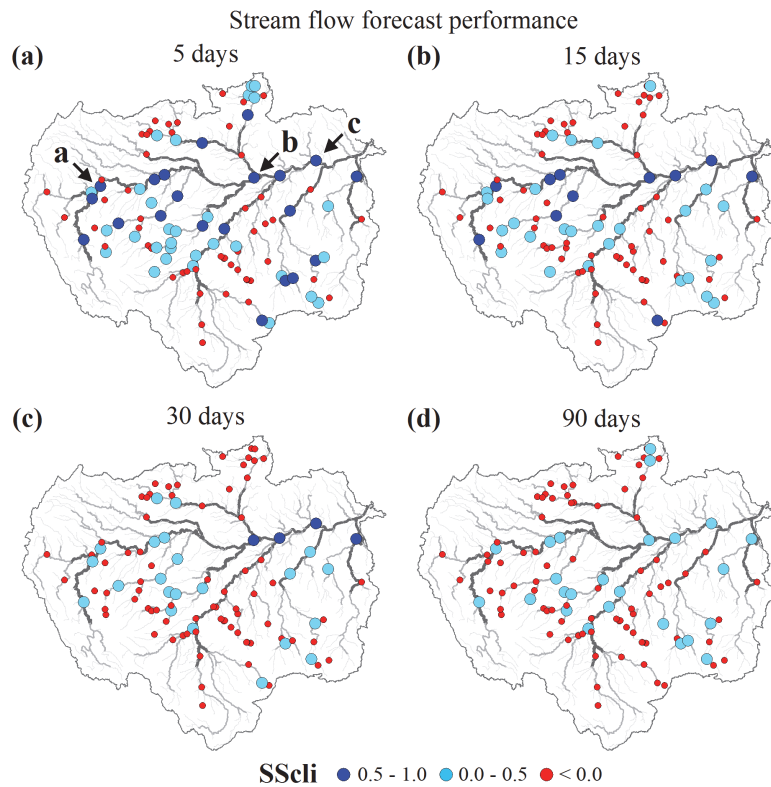 Stream flow forecast performance
(a) 5 days (b) 15 days
a b c
(c) 30 days (d) 90 days
SScli 0.5 - 1.0 0.0 - 0.5 < 0.0